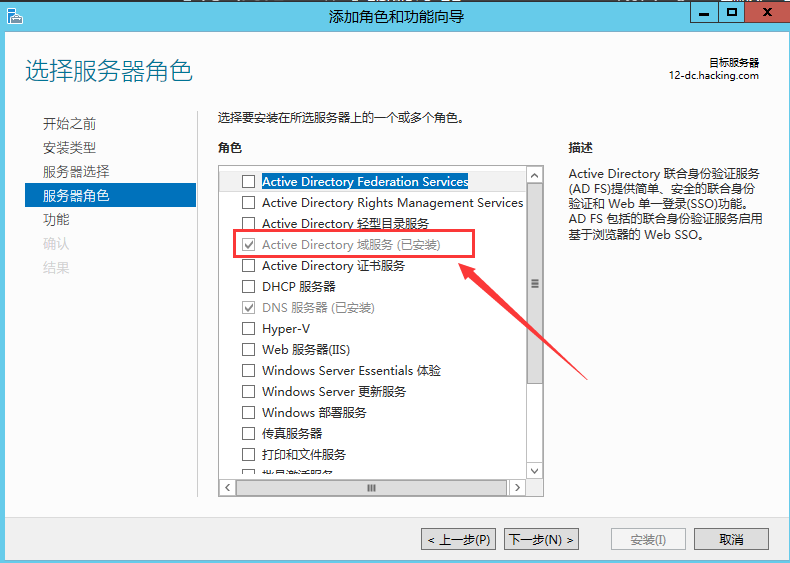 添加角色和功能向导
选择服务器角色
目标服务器
12-dc.hacking.com
开始之前
安装类型
服务器选择
服务器角色
功能
确认
结果
选择要安装在所选服务器上的一个或多个角色。
角色
Active Directory Federation Services
Active Directory Rights Management Services
Active Directory 轻型目录服务
Active Directory 域服务 (已安装)
Active Directory 证书服务
DHCP 服务器
DNS 服务器 (已安装)
Hyper-V
Web 服务器(IIS)
Windows Server Essentials 体验
Windows Server 更新服务
Windows 部署服务
传真服务器
打印和文件服务
描述
Active Directory 联合身份验证服务
(AD FS)提供简单、安全的联合身份
验证和 Web 单一登录(SSO)功能。
AD FS 包括的联合身份验证服务启用
基于浏览器的 Web SSO。
< 上一步(P)
下一步(N) >
安装(I)
取消